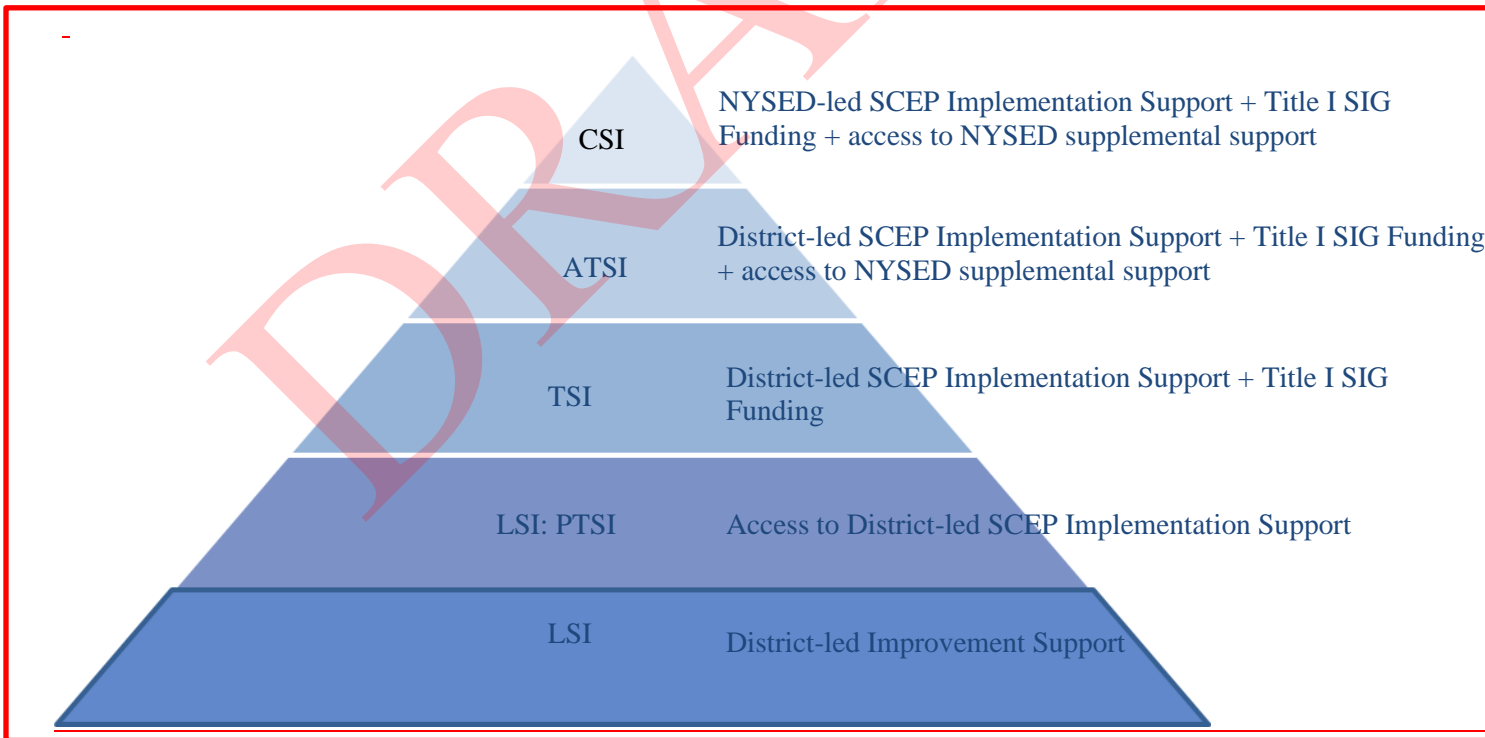 NYSED-led SCEP Implementation Support + Title I SIG
Funding + access to NYSED supplemental support
CSI
District-led SCEP Implementation Support + Title I SIG Funding
+ access to NYSED supplemental support
ATSI
District-led SCEP Implementation Support + Title I SIG
Funding
TSI
LSI: PTSI
Access to District-led SCEP Implementation Support
LSI
District-led Improvement Support
DRA